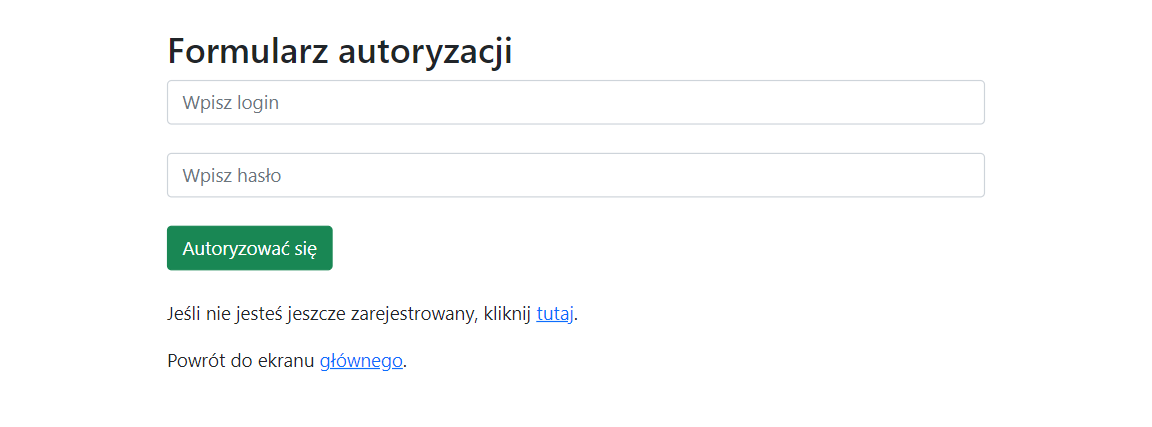 Formularz autoryzacji
Wpisz login
Wpisz hasło
Autoryzować się
Jeśli nie jesteś jeszcze zarejestrowany, kliknij tutaj.
Powrót do ekranu głównego.